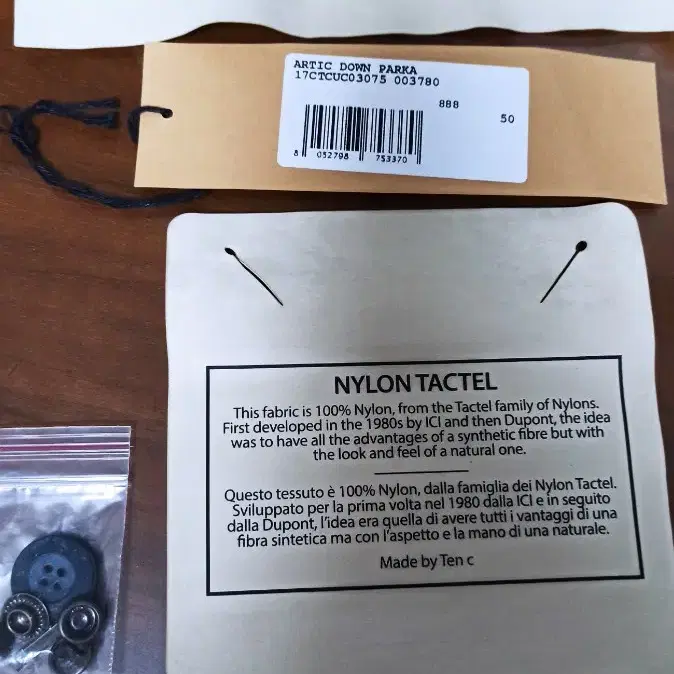 ARTIC DOWN PARKA
17CTCUC03075 003780
888
50
8 052798 753370
NYLON TACTEL
This fabric is 100% Nylon, from the Tactel family of Nylons.
First developed in the 1980s by ICI and then Dupont, the idea
was to have all the advantages of a synthetic fibre but with
the look and feel of a natural one.
Questo tessuto è 100% Nylon, dalla famiglia dei Nylon Tactel.
Sviluppato per la prima volta nel 1980 dalla ICI e in seguito
dalla Dupont, l'idea era quella di avere tutti i vantaggi di una
fibra sintetica ma con l'aspetto e la mano di una naturale.
Made by Ten c